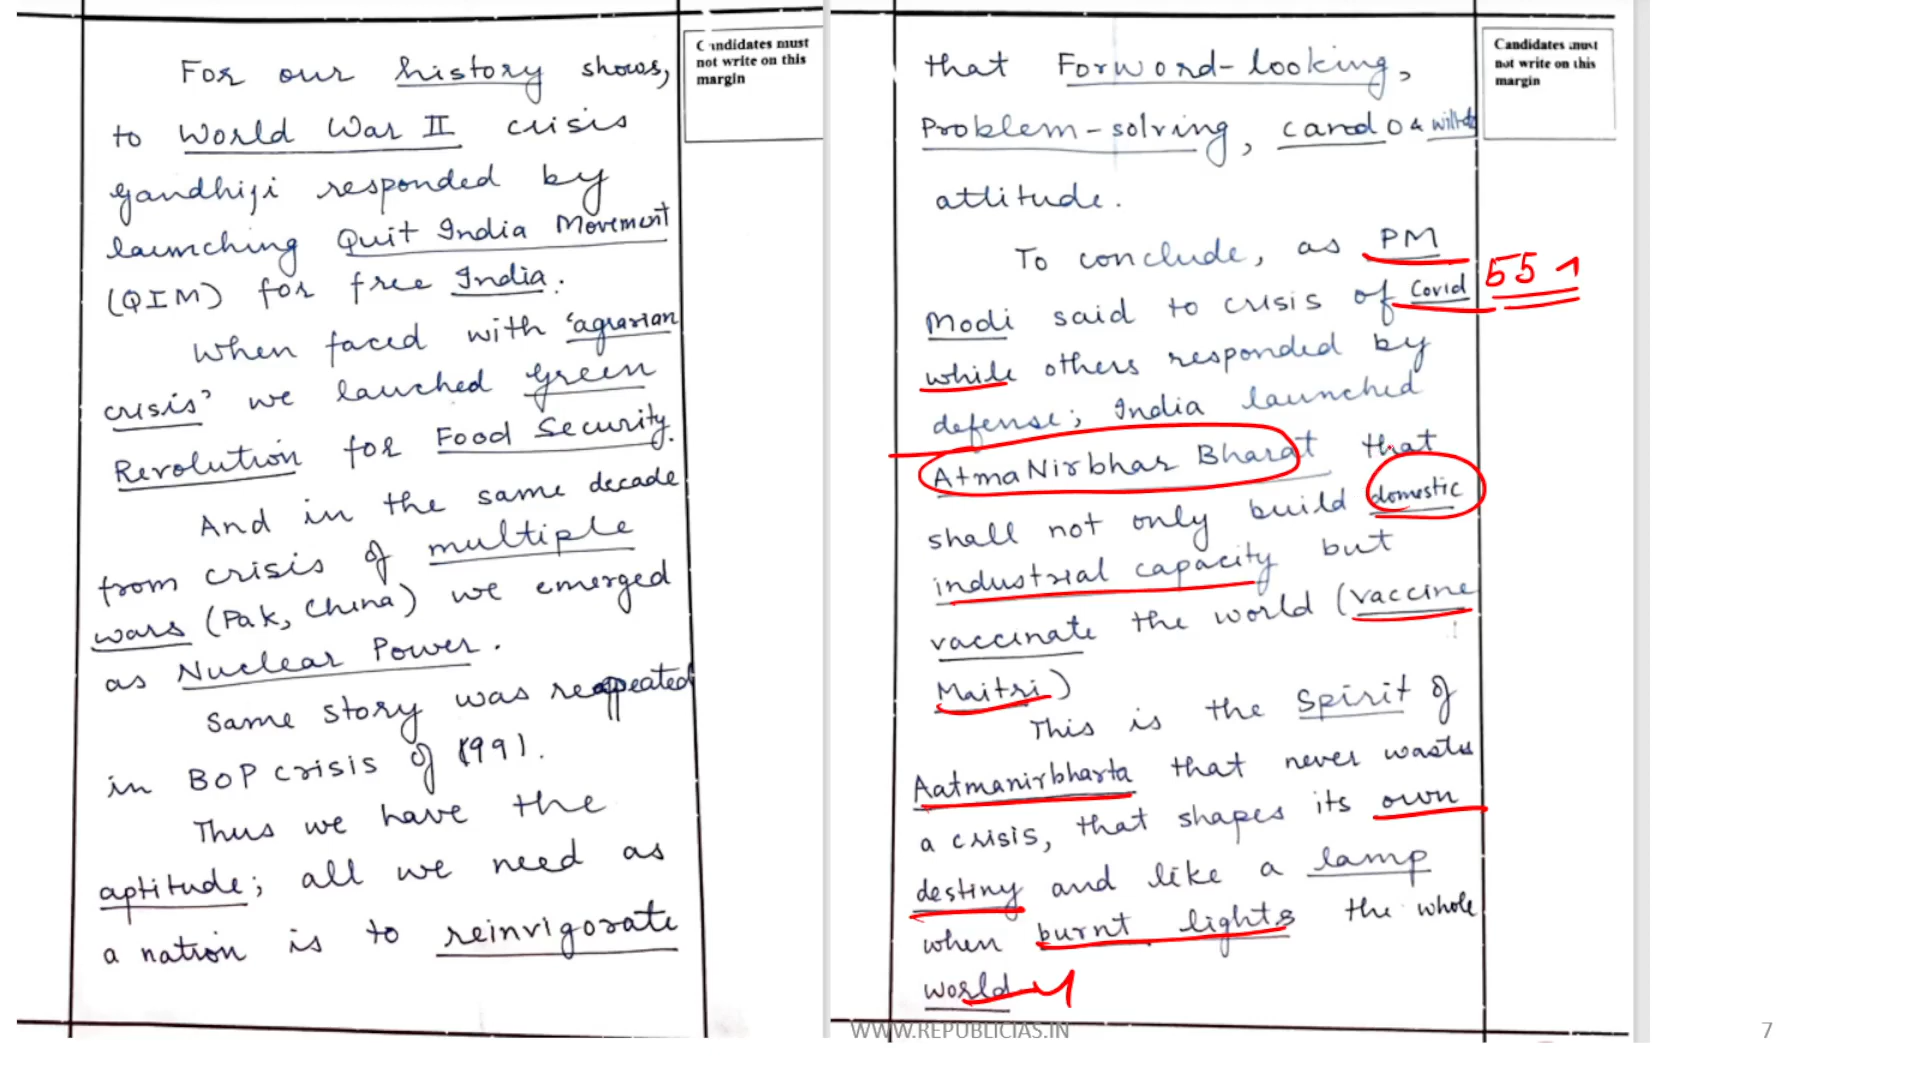 For our history shows,
to World War II crisis
Gandhiji responded by
launching Quit India Movement
(QIM) for free India.
When faced with 'agrarian
crisis' we lauched Green
Revolution for Food Security.
And in the same decade
from crisis of multiple
wars (Pak, China) we emerged
as Nuclear Power.
Same story was reappeated
in BoP crisis of 1991.
Thus we have the
aptitude; all we need as
a nation is to reinvigorate
Candidates must
not write on this
margin
that Forword-looking,
Problem-solving, cando & will do
attitude.
To conclude, as PM
Modi said to crisis of Covid
551
while others responded by
defense; India launched
AtmaNirbhar Bharat that
shall not only build domestic
industrial capacity but
vaccinate the world (vaccine
Maitri)
This is the Spirit of
Aatmanirbharta that never wastes
a crisis, that shapes its own
destiny and like a lamp
when burnt lights the whole
world
Candidates must
not write on this
margin
WWW.REPUBLICIAS.IN
7